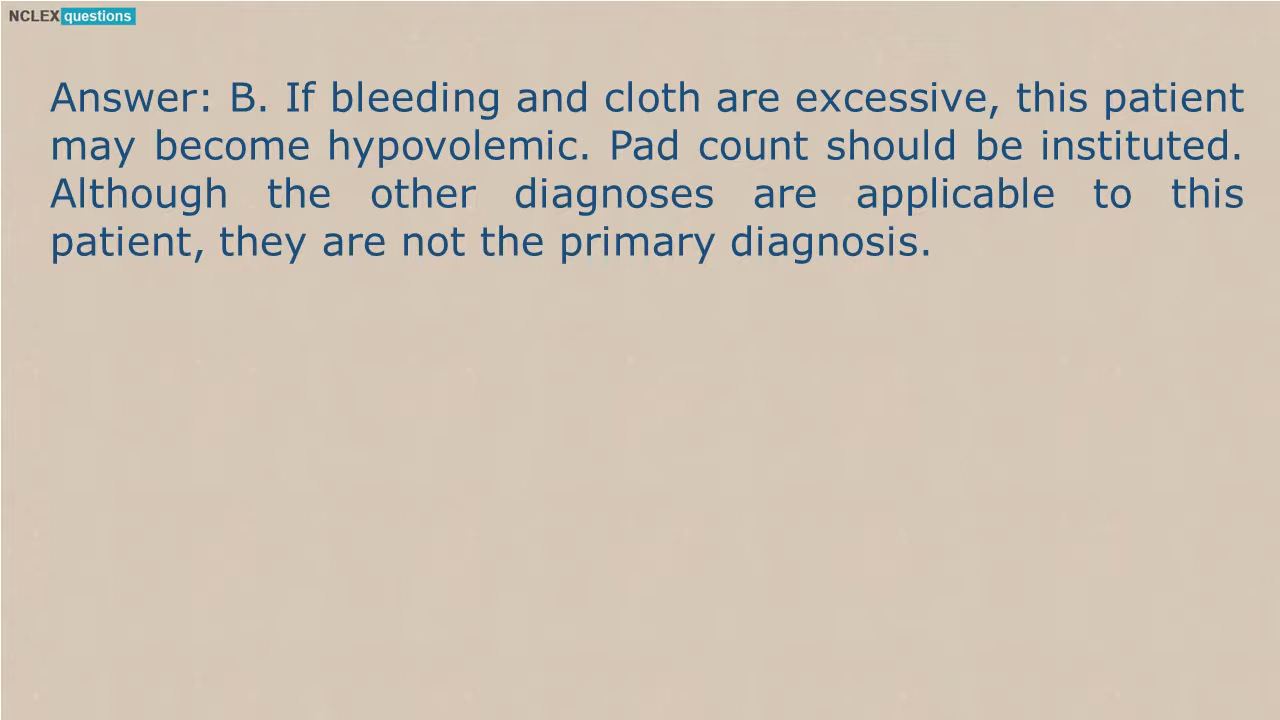 NCLEX questions
Answer: B. If bleeding and cloth are excessive, this patient
may become hypovolemic. Pad count should be instituted.
Although the other diagnoses are applicable to this
patient, they are not the primary diagnosis.